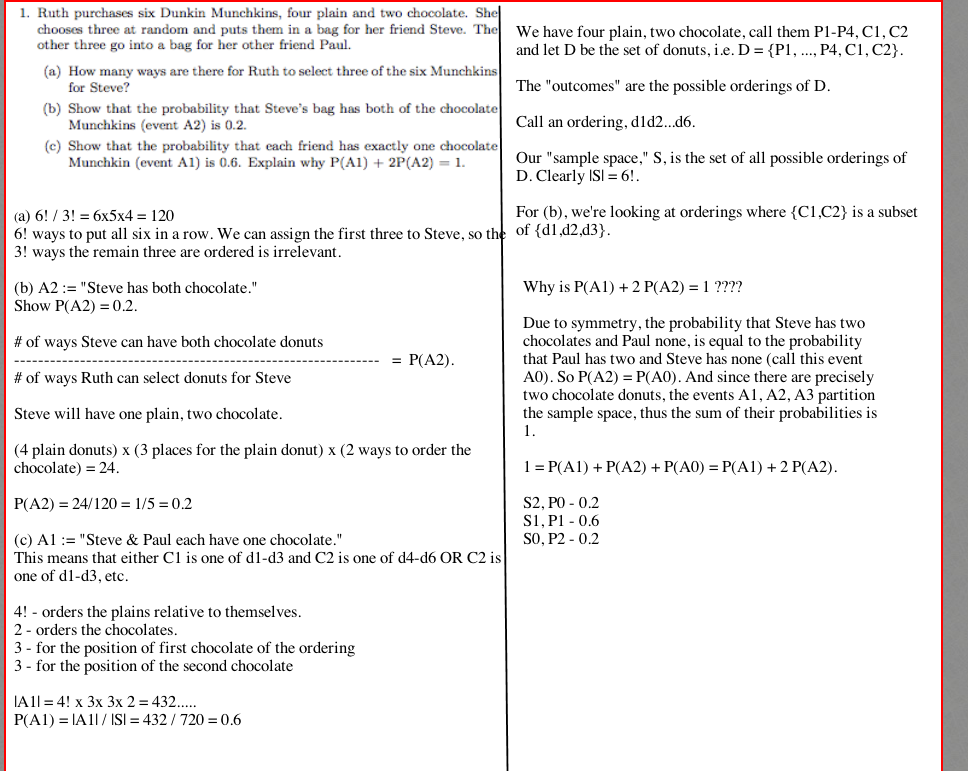 1. Ruth purchases six Dunkin Munchkins, four plain and two chocolate. She
chooses three at random and puts them in a bag for her friend Steve. The
other three go into a bag for her other friend Paul.
(a) How many ways are there for Ruth to select three of the six Munchkins
for Steve?
(b) Show that the probability that Steve's bag has both of the chocolate
Munchkins (event A2) is 0.2.
(c) Show that the probability that each friend has exactly one chocolate
Munchkin (event A1) is 0.6. Explain why P(A1) + 2P(A2) = 1.
(a) 6! / 3! = 6x5x4 = 120
6! ways to put all six in a row. We can assign the first three to Steve, so the
3! ways the remain three are ordered is irrelevant.
(b) A2 := "Steve has both chocolate."
Show P(A2) = 0.2.
# of ways Steve can have both chocolate donuts
------------------------------------------------------------- = P(A2).
# of ways Ruth can select donuts for Steve
Steve will have one plain, two chocolate.
(4 plain donuts) x (3 places for the plain donut) x (2 ways to order the
chocolate) = 24.
P(A2) = 24/120 = 1/5 = 0.2
(c) A1 := "Steve & Paul each have one chocolate."
This means that either C1 is one of d1-d3 and C2 is one of d4-d6 OR C2 is
one of d1-d3, etc.
4! - orders the plains relative to themselves.
2 - orders the chocolates.
3 - for the position of first chocolate of the ordering
3 - for the position of the second chocolate
|A1| = 4! x 3x 3x 2 = 432.....
P(A1) = |A1| / |S| = 432 / 720 = 0.6
We have four plain, two chocolate, call them P1-P4, C1, C2
and let D be the set of donuts, i.e. D = {P1, ..., P4, C1, C2}.
The "outcomes" are the possible orderings of D.
Call an ordering, d1d2...d6.
Our "sample space," S, is the set of all possible orderings of
D. Clearly |S| = 6!.
For (b), we're looking at orderings where {C1,C2} is a subset
of {d1,d2,d3}.
Why is P(A1) + 2 P(A2) = 1 ????
Due to symmetry, the probability that Steve has two
chocolates and Paul none, is equal to the probability
that Paul has two and Steve has none (call this event
A0). So P(A2) = P(A0). And since there are precisely
two chocolate donuts, the events A1, A2, A3 partition
the sample space, thus the sum of their probabilities is
1.
1 = P(A1) + P(A2) + P(A0) = P(A1) + 2 P(A2).
S2, P0 - 0.2
S1, P1 - 0.6
S0, P2 - 0.2